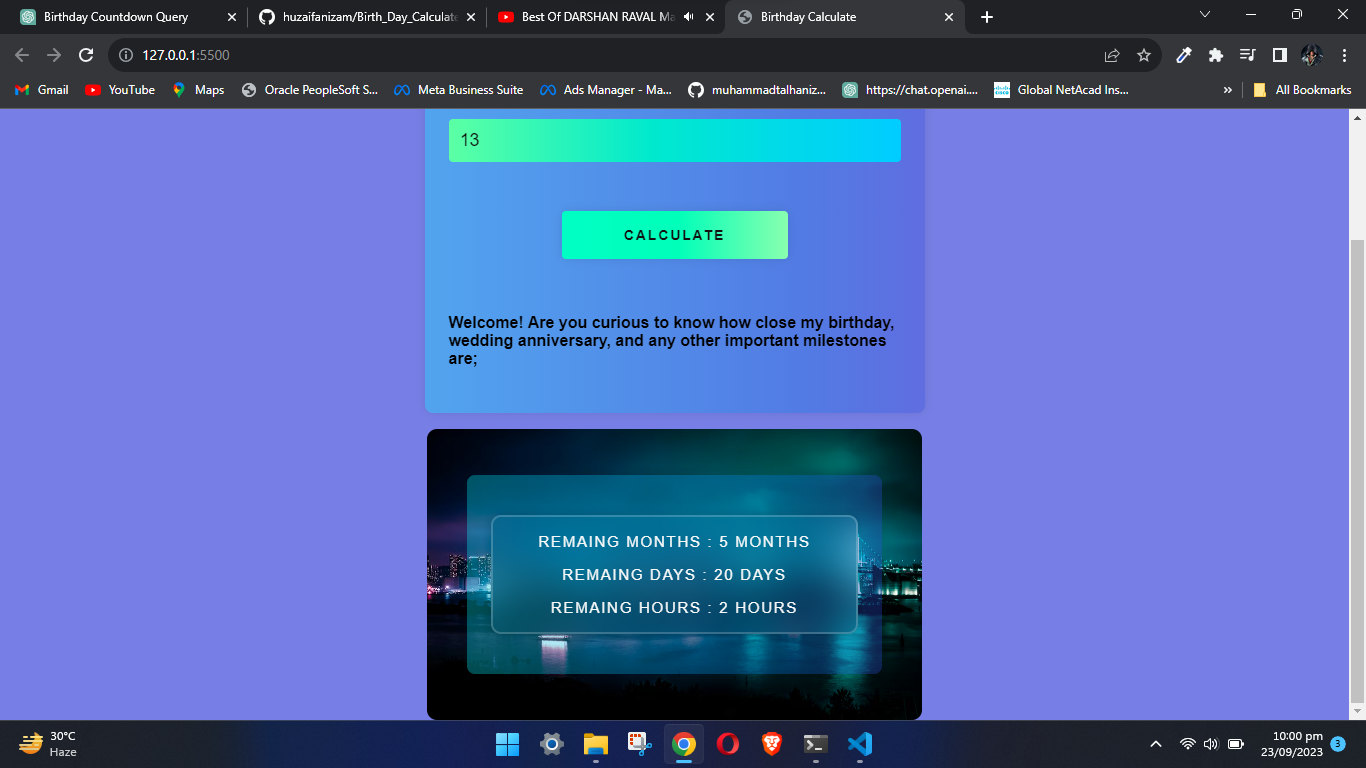 Birthday Countdown Query
huzaifanizam/Birth_Day_Calculate
Best Of DARSHAN RAVAL Ma
Birthday Calculate
127.0.0.1:5500
Gmail
YouTube
Maps
Oracle PeopleSoft S...
Meta Business Suite
Ads Manager - Ma...
muhammadtalhaniz...
https://chat.openai....
Global NetAcad Ins...
»
All Bookmarks
13
CALCULATE
Welcome! Are you curious to know how close my birthday,
wedding anniversary, and any other important milestones
are;
REMAING MONTHS : 5 MONTHS
REMAING DAYS : 20 DAYS
REMAING HOURS : 2 HOURS
30°C
Haze
10:00 pm
23/09/2023
3